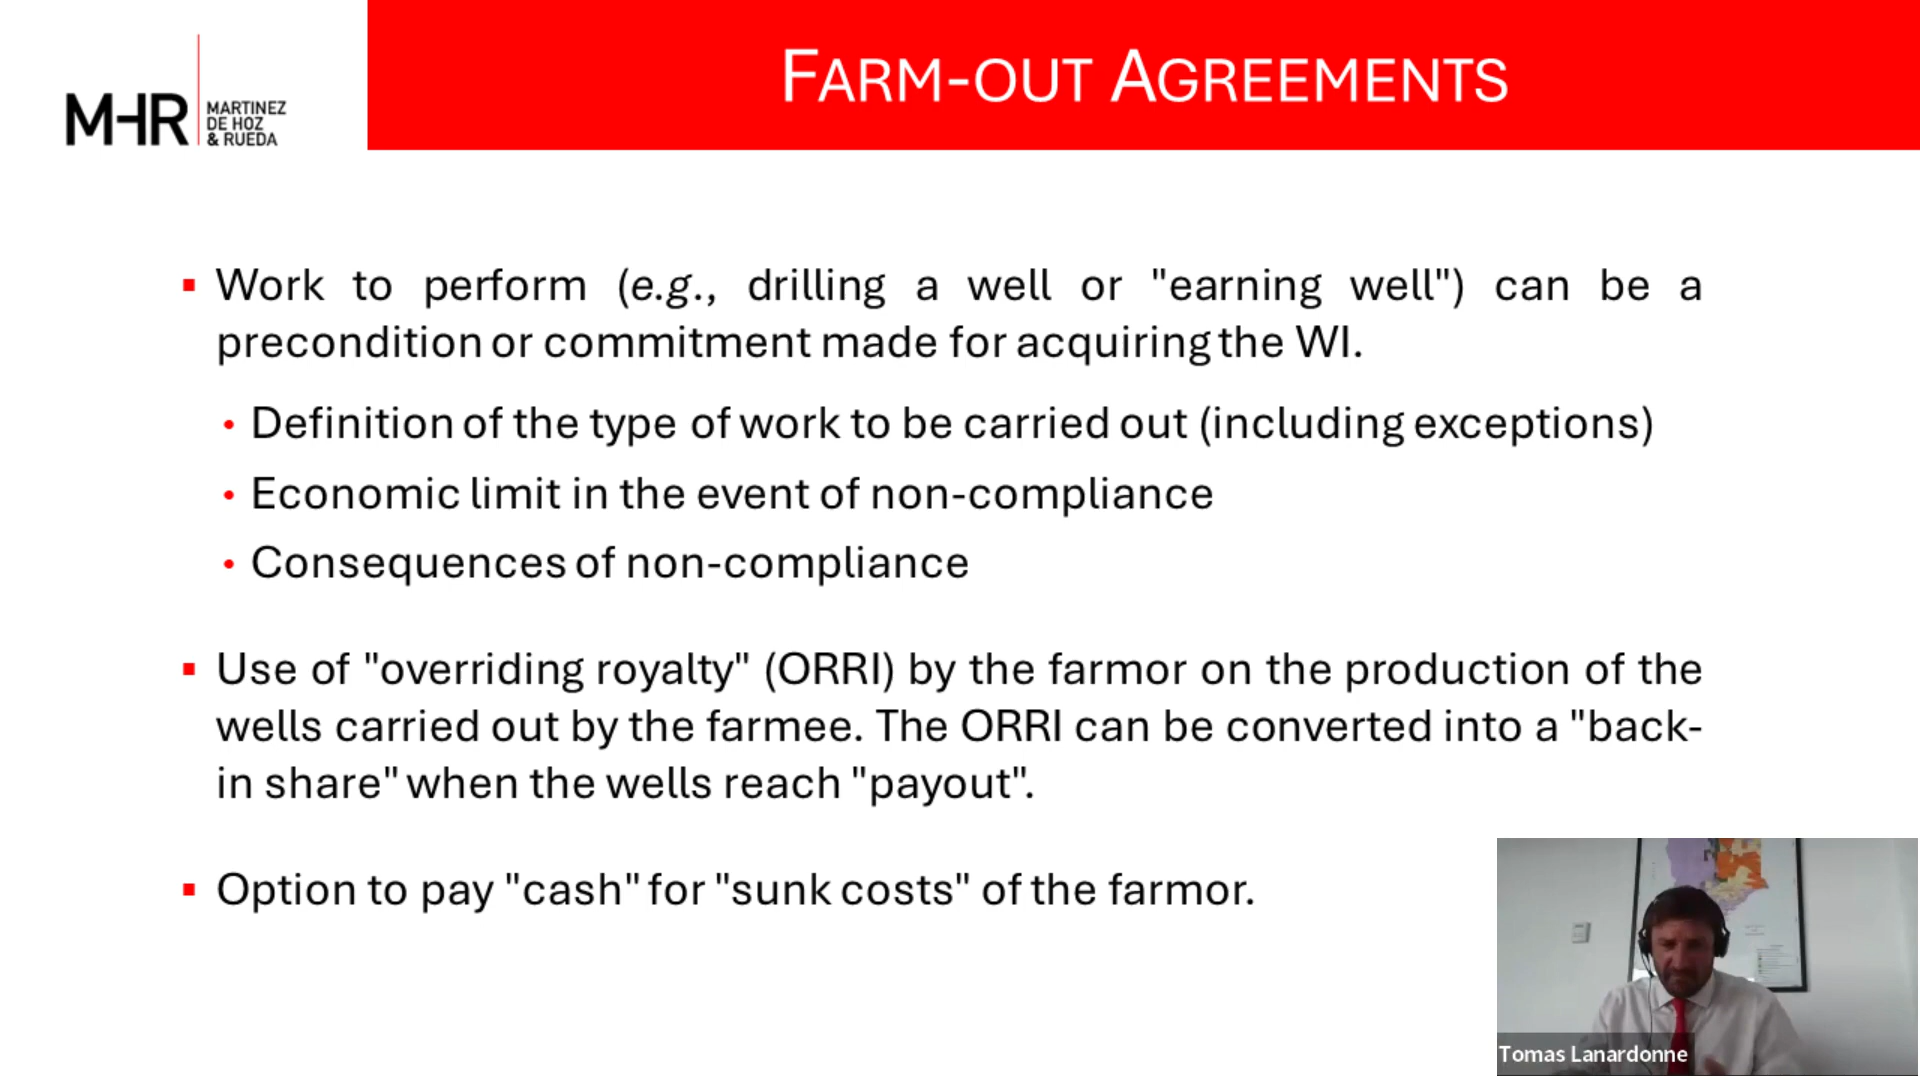 MHR
MARTINEZ
DE HOZ
& RUEDA
FARM-OUT AGREEMENTS
▪ Work to perform (e.g., drilling a well or "earning well") can be a
precondition or commitment made for acquiring the WI.
• Definition of the type of work to be carried out (including exceptions)
• Economic limit in the event of non-compliance
• Consequences of non-compliance
▪ Use of "overriding royalty" (ORRI) by the farmor on the production of the
wells carried out by the farmee. The ORRI can be converted into a "back-
in share" when the wells reach "payout".
▪ Option to pay "cash" for "sunk costs" of the farmor.
Tomas Lanardonne